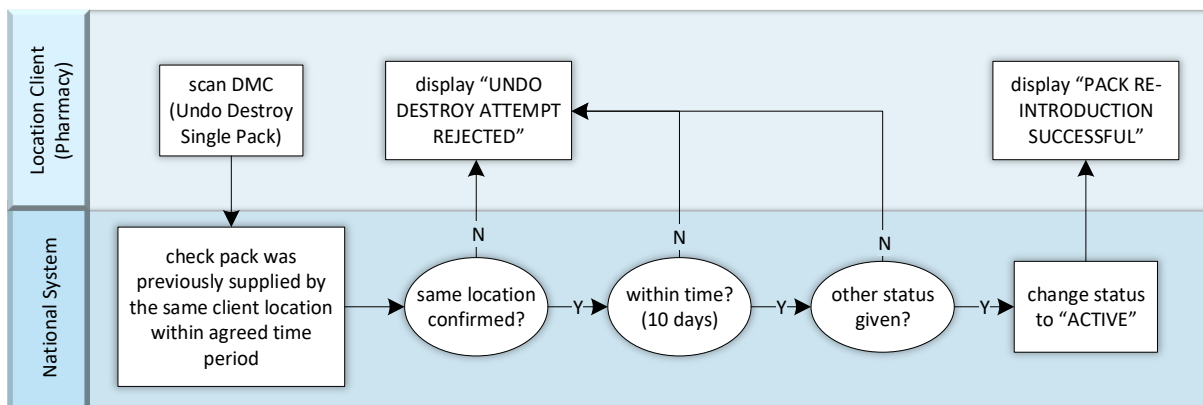 Location Client
(Pharmacy)
scan DMC
(Undo Destroy
Single Pack)
display “UNDO
DESTROY ATTEMPT
REJECTED”
display “PACK RE-
INTRODUCTION
SUCCESSFUL”
National System
check pack was
previously supplied by
the same client location
within agreed time
period
same location
confirmed?
N
Y
within time?
(10 days)
N
Y
other status
given?
N
Y
change status
to “ACTIVE”